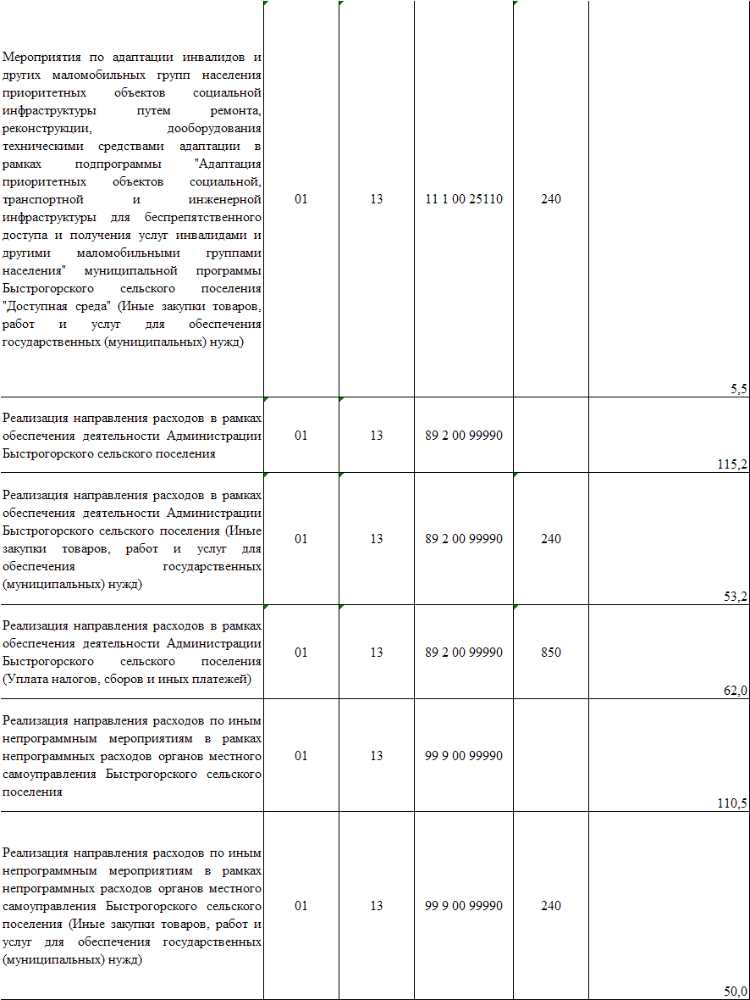 Мероприятия по адаптации инвалидов и
других маломобильных групп населения
приоритетных объектов социальной
инфраструктуры путем ремонта,
реконструкции, дооборудования
техническими средствами адаптации в
рамках подпрограммы "Адаптация
приоритетных объектов социальной,
транспортной и инженерной
инфраструктуры для беспрепятственного
доступа и получения услуг инвалидами и
другими маломобильными группами
населения" муниципальной программы
Быстрогорского сельского поселения
"Доступная среда" (Иные закупки товаров,
работ и услуг для обеспечения
государственных (муниципальных) нужд)
01 13 11 1 00 25110 240
5,5
Реализация направления расходов в рамках
обеспечения деятельности Администрации
Быстрогорского сельского поселения
01 13 89 2 00 99990
115,2
Реализация направления расходов в рамках
обеспечения деятельности Администрации
Быстрогорского сельского поселения (Иные
закупки товаров, работ и услуг для
обеспечения государственных
(муниципальных) нужд)
01 13 89 2 00 99990 240
53,2
Реализация направления расходов в рамках
обеспечения деятельности Администрации
Быстрогорского сельского поселения
(Уплата налогов, сборов и иных платежей)
01 13 89 2 00 99990 850
62,0
Реализация направления расходов по иным
непрограммным мероприятиям в рамках
непрограммных расходов органов местного
самоуправления Быстрогорского сельского
поселения
01 13 99 9 00 99990
110,5
Реализация направления расходов по иным
непрограммным мероприятиям в рамках
непрограммных расходов органов местного
самоуправления Быстрогорского сельского
поселения (Иные закупки товаров, работ и
услуг для обеспечения государственных
(муниципальных) нужд)
01 13 99 9 00 99990 240
50,0